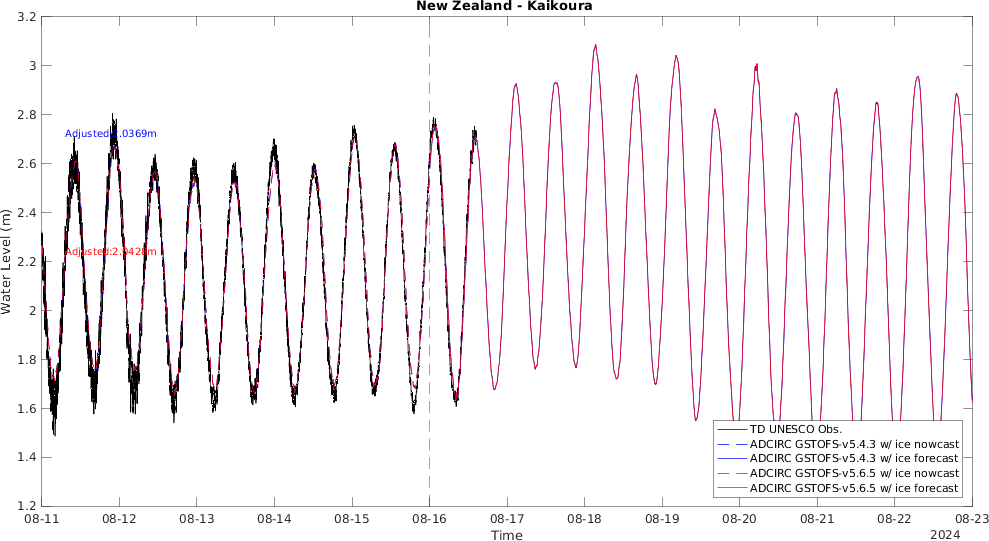 New Zealand - Kaikoura
3.2
3
2.8
2.6
2.4
2.2
2
1.8
1.6
1.4
1.2
Water Level (m)
Adjusted:2.0369m
Adjusted:2.0428m
TD UNESCO Obs.
ADCIRC GSTOFS-v5.4.3 w/ ice nowcast
ADCIRC GSTOFS-v5.4.3 w/ ice forecast
ADCIRC GSTOFS-v5.6.5 w/ ice nowcast
ADCIRC GSTOFS-v5.6.5 w/ ice forecast
08-11 08-12 08-13 08-14 08-15 08-16 08-17 08-18 08-19 08-20 08-21 08-22 08-23
Time
2024